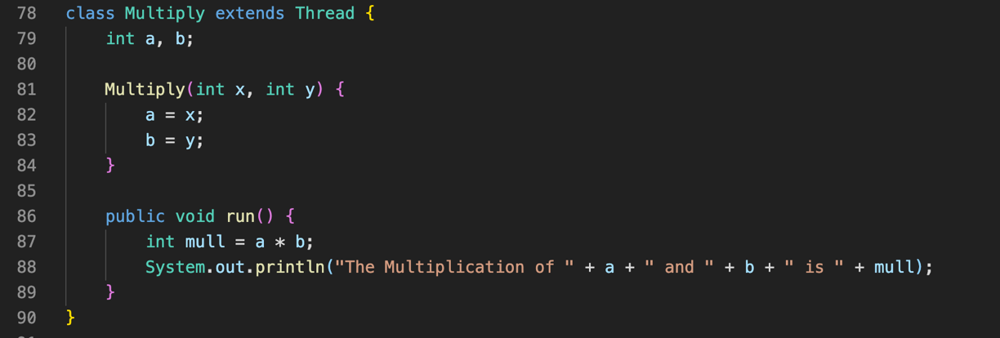 78 class Multiply extends Thread {
79     int a, b;
80
81     Multiply(int x, int y) {
82         a = x;
83         b = y;
84     }
85
86     public void run() {
87         int mull = a * b;
88         System.out.println("The Multiplication of " + a + " and " + b + " is " + mull);
89     }
90 }